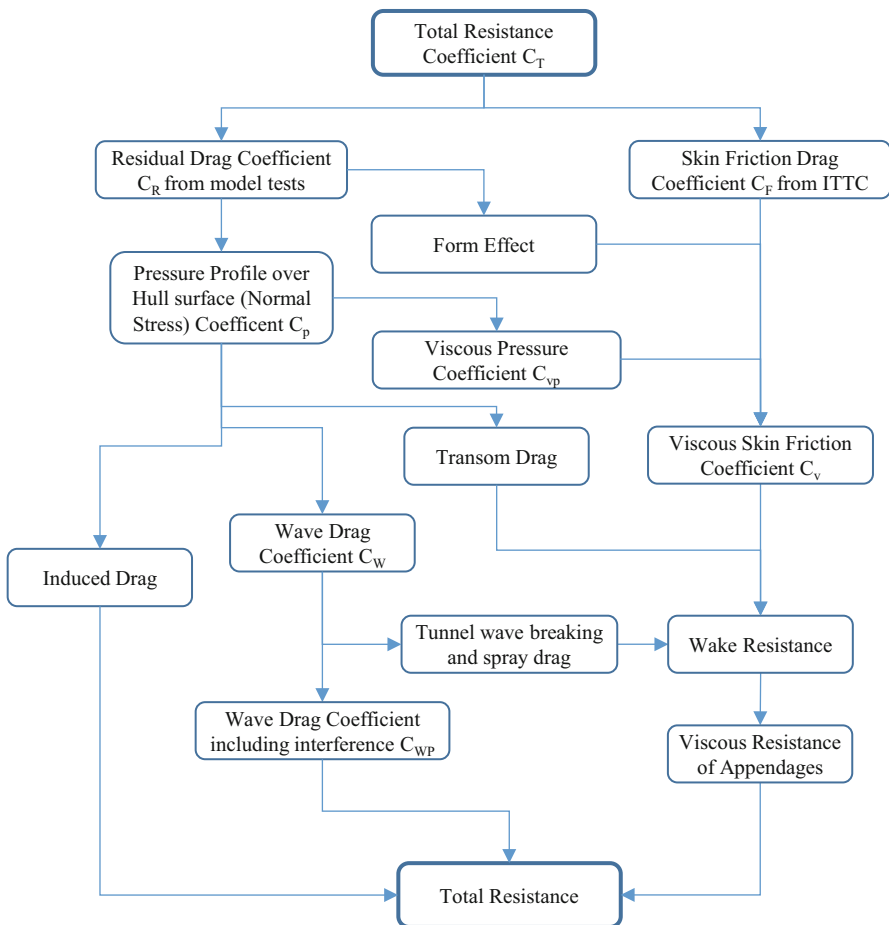 Total Resistance
Coefficient C_T
Residual Drag Coefficient
C_R from model tests
Skin Friction Drag
Coefficient C_F from ITTC
Form Effect
Pressure Profile over
Hull surface (Normal
Stress) Coefficent C_p
Viscous Pressure
Coefficient C_vp
Transom Drag
Viscous Skin Friction
Coefficient C_v
Wave Drag
Coefficient C_W
Induced Drag
Tunnel wave breaking
and spray drag
Wake Resistance
Wave Drag Coefficient
including interference C_WP
Viscous Resistance
of Appendages
Total Resistance